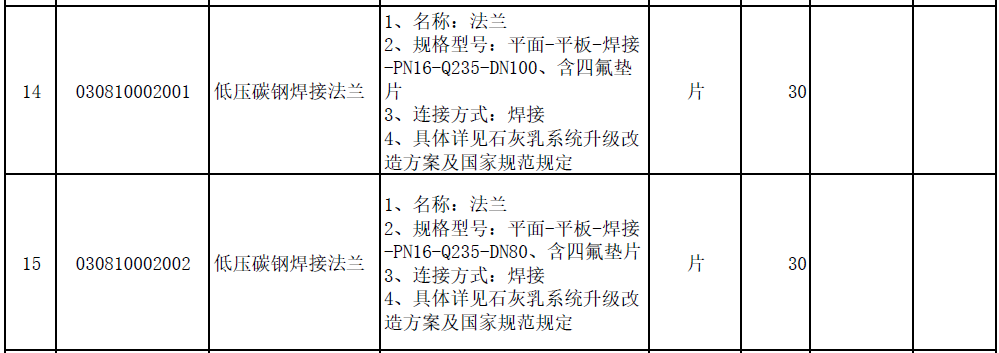 14
030810002001
低压碳钢焊接法兰
1、名称：法兰
2、规格型号：平面-平板-焊接
-PN16-Q235-DN100、含四氟垫
片
3、连接方式：焊接
4、具体详见石灰乳系统升级改
造方案及国家规范规定
片
30
15
030810002002
低压碳钢焊接法兰
1、名称：法兰
2、规格型号：平面-平板-焊接
-PN16-Q235-DN80、含四氟垫片
3、连接方式：焊接
4、具体详见石灰乳系统升级改
造方案及国家规范规定
片
30